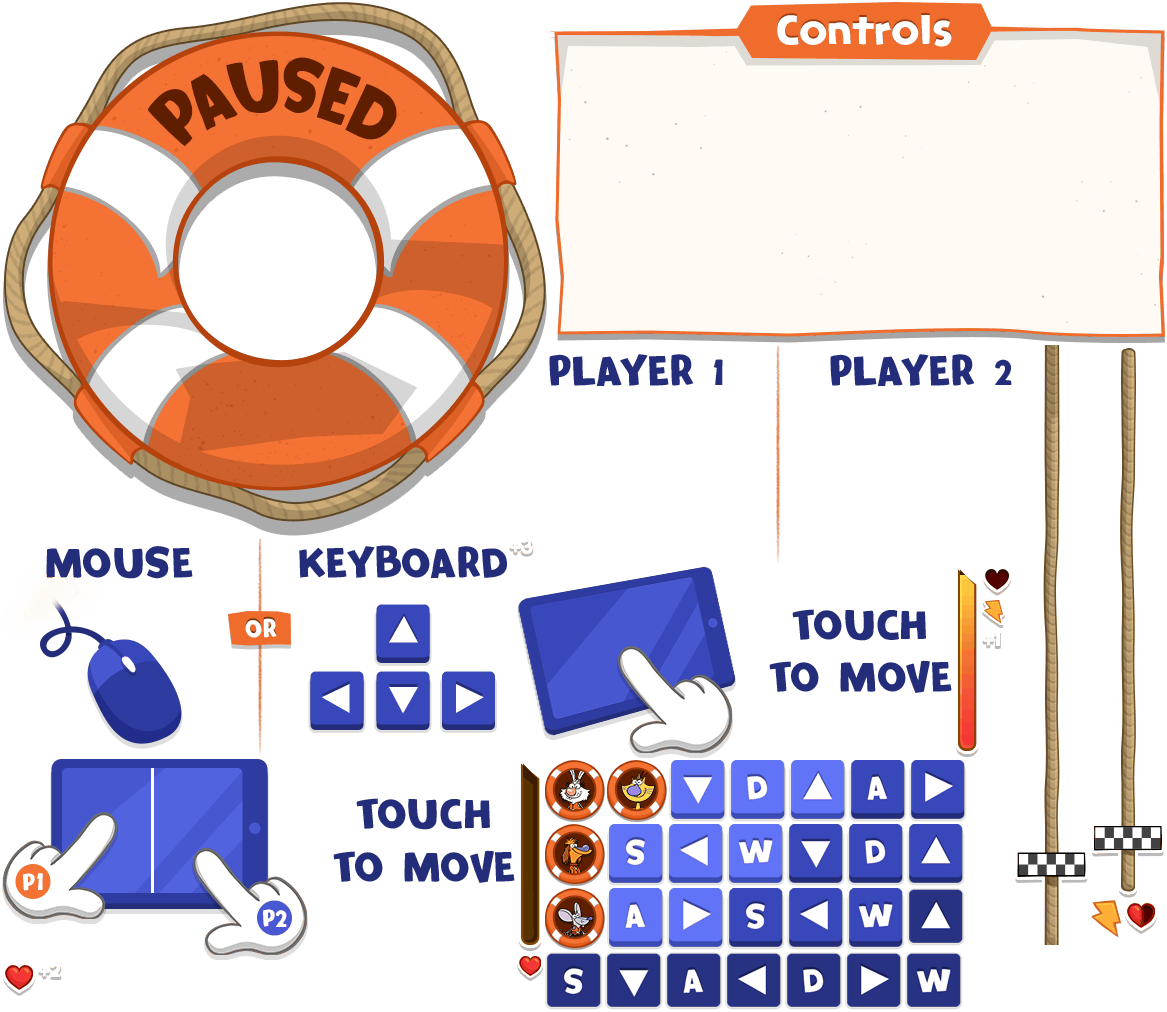 PAUSED
Controls
PLAYER 1
PLAYER 2
MOUSE
OR
KEYBOARD
+3
TOUCH
TO MOVE
+1
P1
P2
TOUCH
TO MOVE
D A
S W D
A S W
S A D W
+2